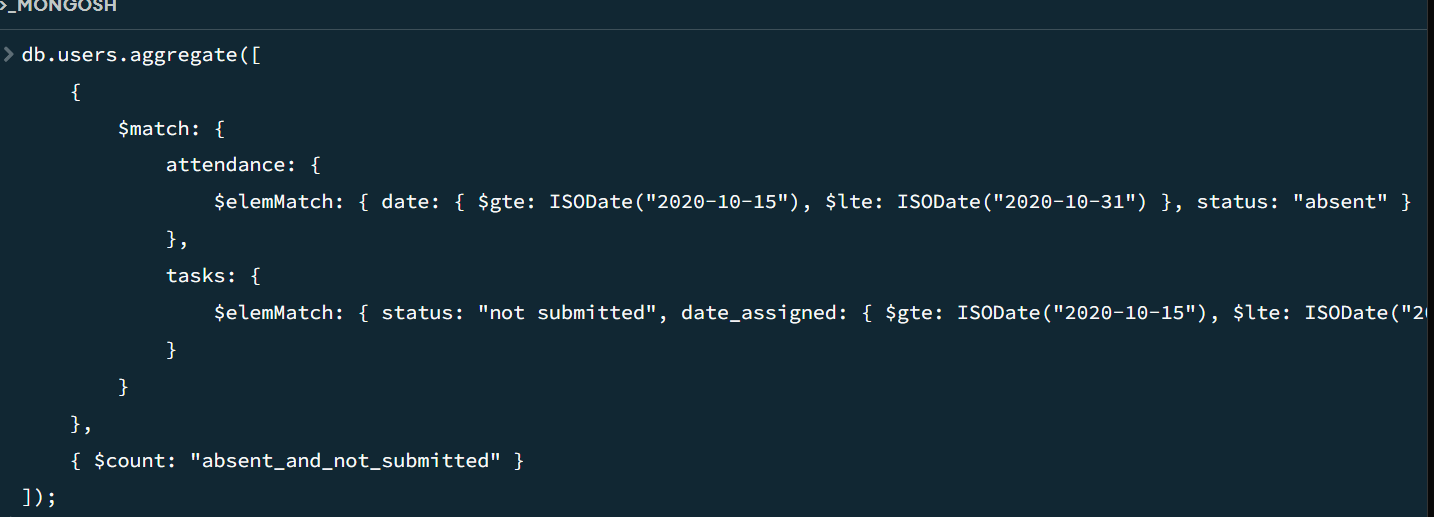 >_MONGOSH
> db.users.aggregate([
{
$match: {
attendance: {
$elemMatch: { date: { $gte: ISODate("2020-10-15"), $lte: ISODate("2020-10-31") }, status: "absent" }
},
tasks: {
$elemMatch: { status: "not submitted", date_assigned: { $gte: ISODate("2020-10-15"), $lte: ISODate("20
}
}
},
{ $count: "absent_and_not_submitted" }
]);